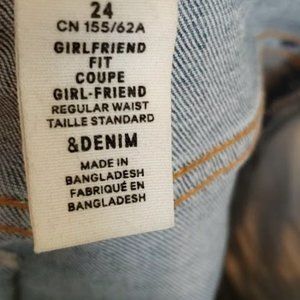 24
CN 155/62A
GIRLFRIEND
FIT
COUPE
GIRL-FRIEND
REGULAR WAIST
TAILLE STANDARD
&DENIM
MADE IN
BANGLADESH
FABRIQUÉ EN
BANGLADESH